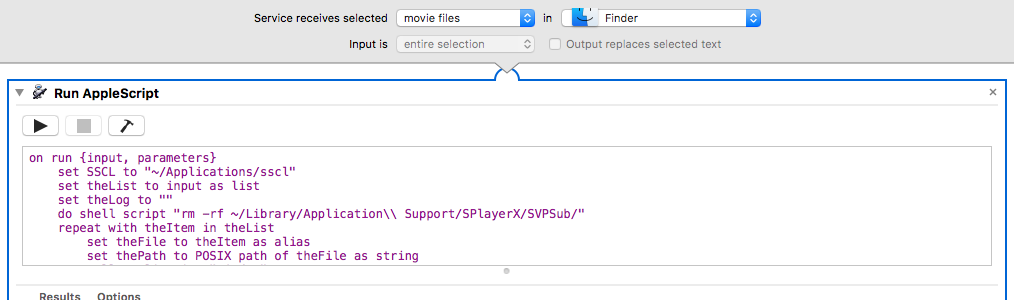 Service receives selected movie files in Finder
Input is entire selection Output replaces selected text
Run AppleScript
on run {input, parameters}
set SSCL to "~/Applications/sscl"
set theList to input as list
set theLog to ""
do shell script "rm -rf ~/Library/Application\\ Support/SPlayerX/SVPSub/"
repeat with theItem in theList
set theFile to theItem as alias
set thePath to POSIX path of theFile as string
Results Options